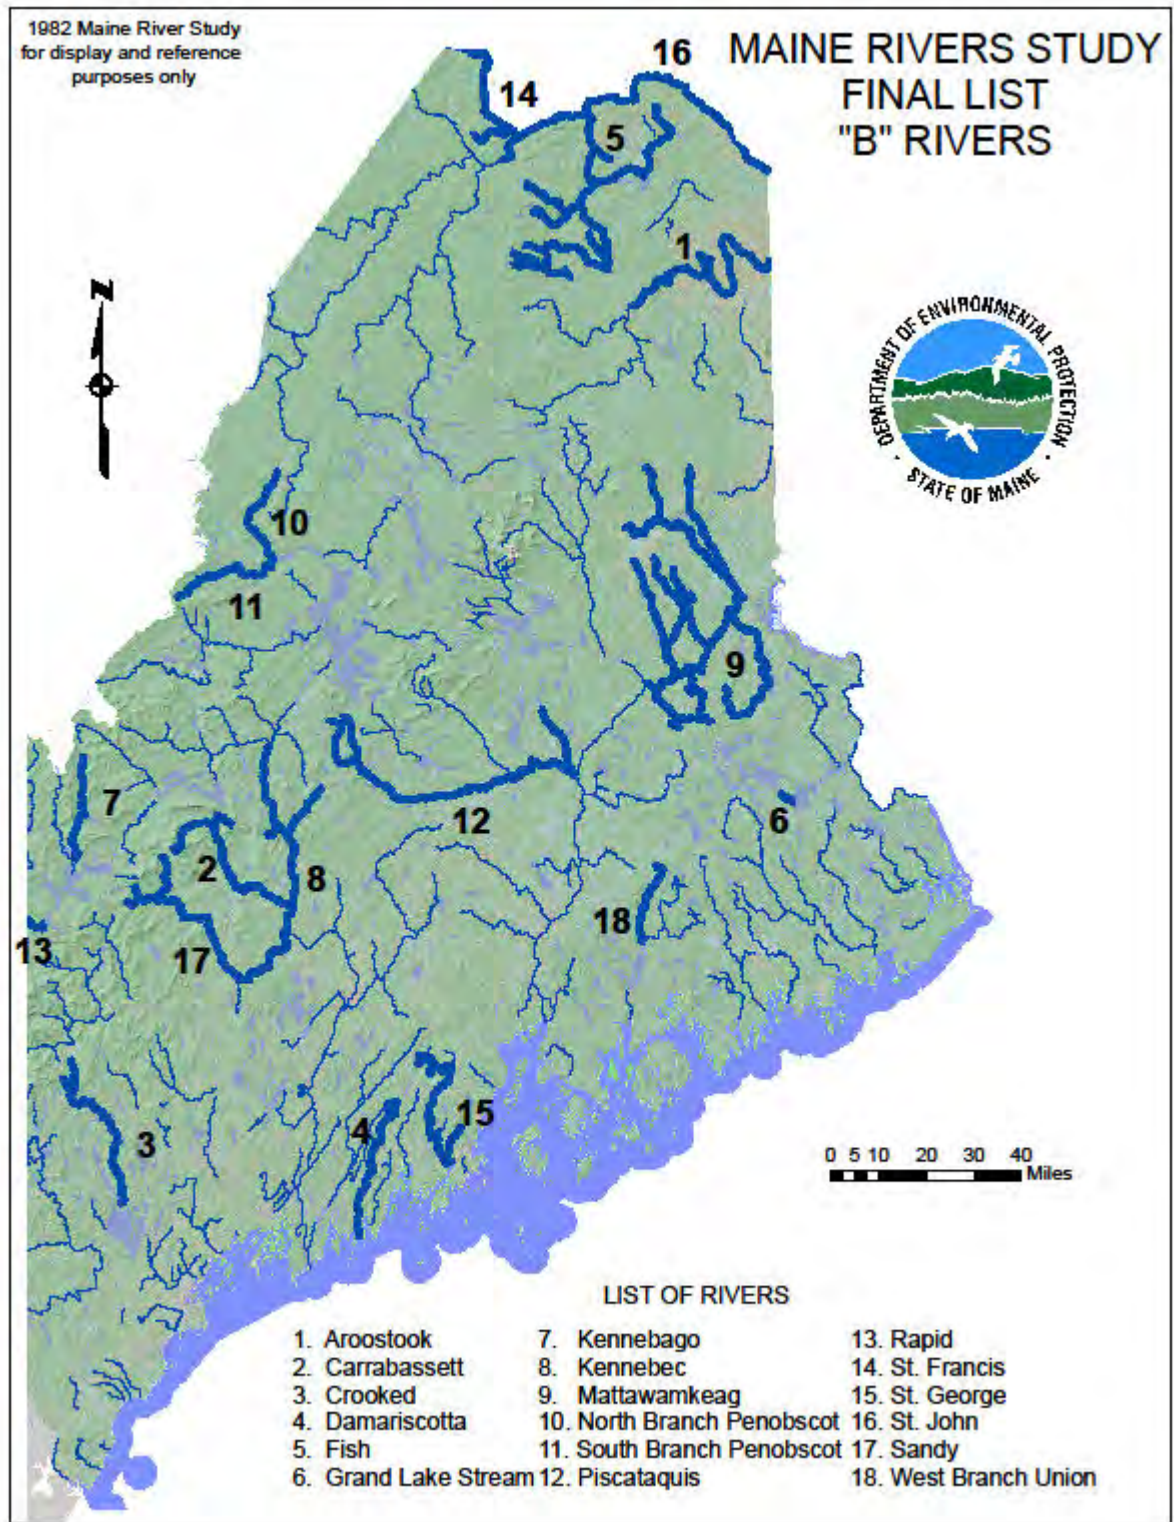 1982 Maine River Study
for display and reference
purposes only
MAINE RIVERS STUDY
FINAL LIST
"B" RIVERS
16
14
5
1
N
DEPARTMENT OF ENVIRONMENTAL PROTECTION
· STATE OF MAINE ·
10
11
9
7
12
6
2
8
18
13
17
15
4
3
0 5 10 20 30 40
Miles
LIST OF RIVERS
1. Aroostook
2. Carrabassett
3. Crooked
4. Damariscotta
5. Fish
6. Grand Lake Stream
7. Kennebago
8. Kennebec
9. Mattawamkeag
10. North Branch Penobscot
11. South Branch Penobscot
12. Piscataquis
13. Rapid
14. St. Francis
15. St. George
16. St. John
17. Sandy
18. West Branch Union